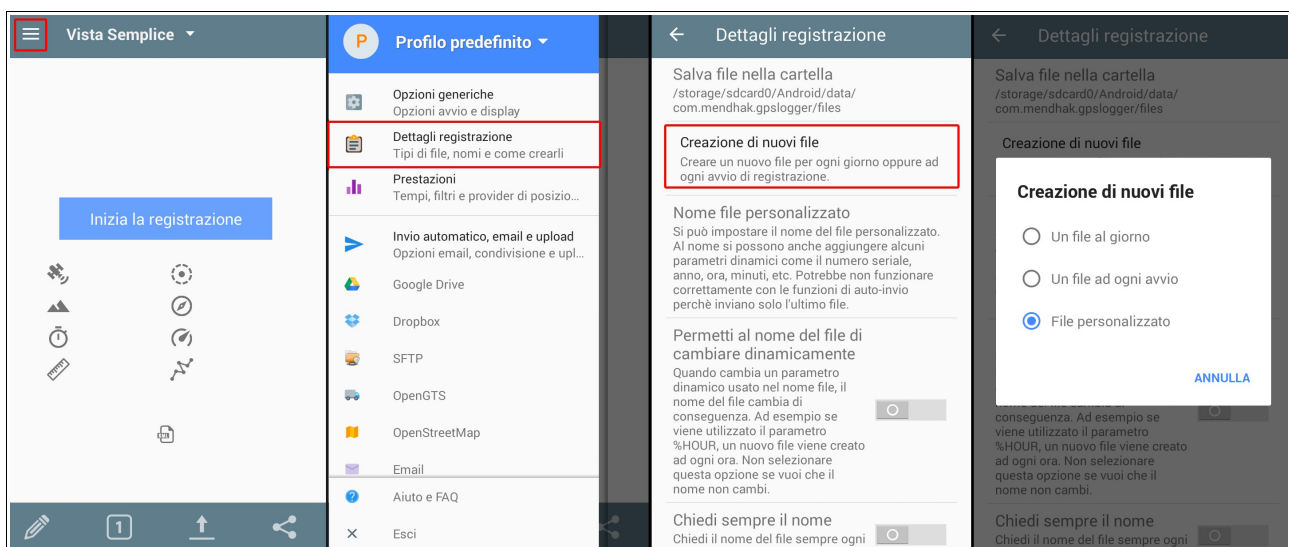 Vista Semplice
Inizia la registrazione
1
P
Profilo predefinito
Opzioni generiche
Opzioni avvio e display
Dettagli registrazione
Tipi di file, nomi e come crearli
Prestazioni
Tempi, filtri e provider di posizio...
Invio automatico, email e upload
Opzioni email, condivisione e upl...
Google Drive
Dropbox
SFTP
OpenGTS
OpenStreetMap
Email
Aiuto e FAQ
Esci
Dettagli registrazione
Salva file nella cartella
/storage/sdcard0/Android/data/
com.mendhak.gpslogger/files
Creazione di nuovi file
Creare un nuovo file per ogni giorno oppure ad
ogni avvio di registrazione.
Nome file personalizzato
Si può impostare il nome del file personalizzato.
Al nome si possono anche aggiungere alcuni
parametri dinamici come il numero seriale,
anno, ora, minuti, etc. Potrebbe non funzionare
correttamente con le funzioni di auto-invio
perchè inviano solo l'ultimo file.
Permetti al nome del file di
cambiare dinamicamente
Quando cambia un parametro
dinamico usato nel nome file, il
nome del file cambia di
conseguenza. Ad esempio se
viene utilizzato il parametro
%HOUR, un nuovo file viene creato
ad ogni ora. Non selezionare
questa opzione se vuoi che il
nome non cambi.
Chiedi sempre il nome
Chiedi il nome del file sempre ogni
Dettagli registrazione
Salva file nella cartella
/storage/sdcard0/Android/data/
com.mendhak.gpslogger/files
Creazione di nuovi file
Creazione di nuovi file
Un file al giorno
Un file ad ogni avvio
File personalizzato
ANNULLA
conseguenza. Ad esempio se
viene utilizzato il parametro
%HOUR, un nuovo file viene creato
ad ogni ora. Non selezionare
questa opzione se vuoi che il
nome non cambi.
Chiedi sempre il nome
Chiedi il nome del file sempre ogni